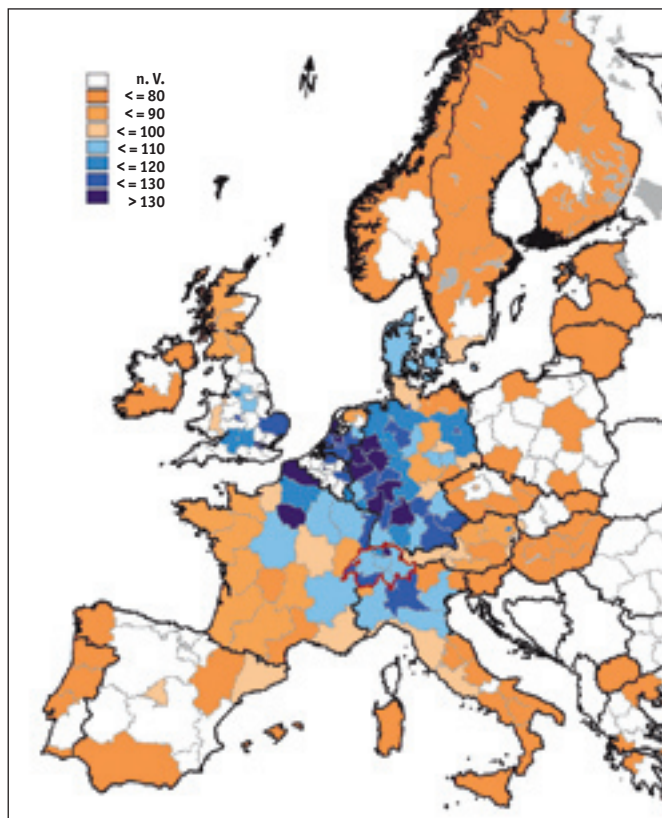 N
n. V.
< = 80
< = 90
< = 100
< = 110
< = 120
< = 130
> 130